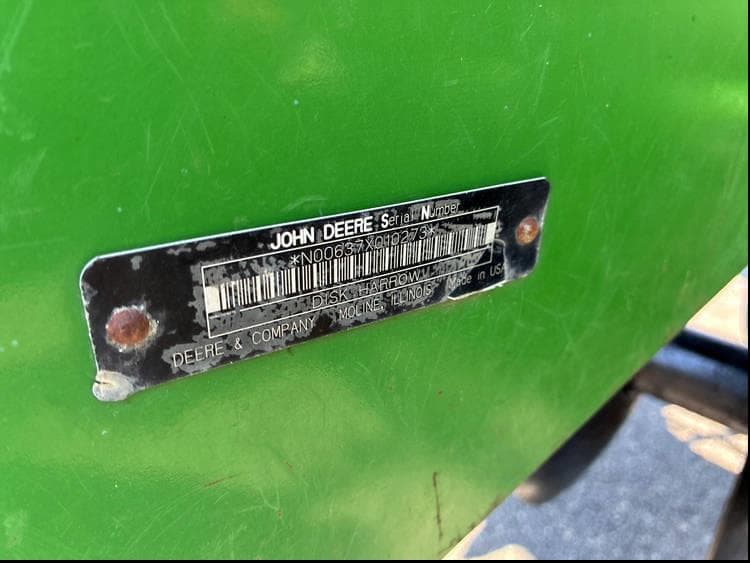 JOHN DEERE Serial Number
*N00637X010273*
DISK HARROW
DEERE & COMPANY MOLINE, ILLINOIS Made in USA